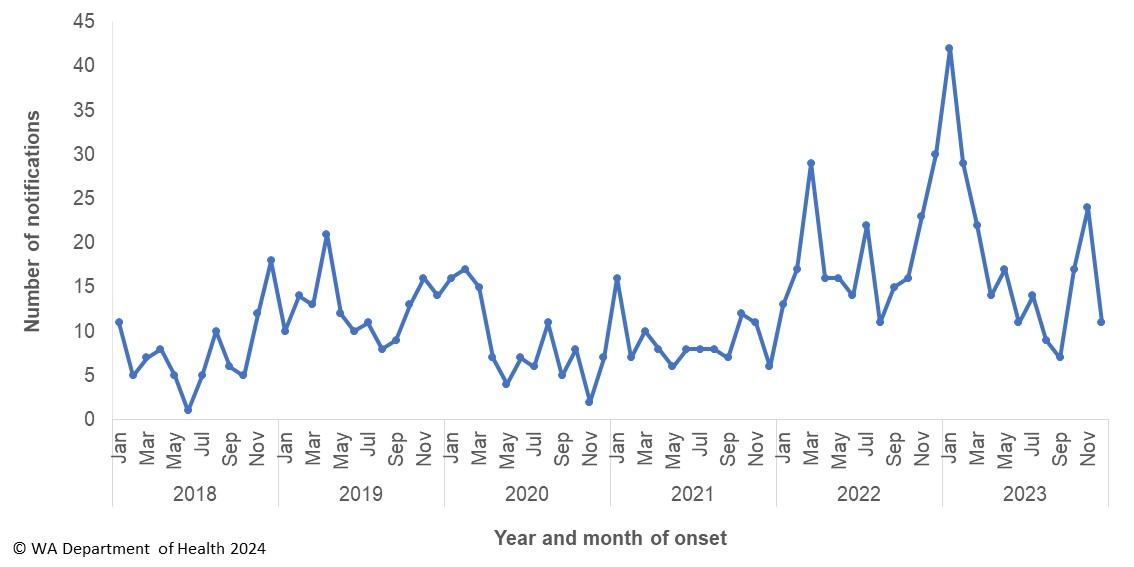 45
40
35
30
25
20
15
10
5
0
Number of notifications
Jan Mar May Jul Sep Nov Jan Mar May Jul Sep Nov Jan Mar May Jul Sep Nov Jan Mar May Jul Sep Nov Jan Mar May Jul Sep Nov Jan Mar May Jul Sep Nov
2018 2019 2020 2021 2022 2023
Year and month of onset
© WA Department of Health 2024